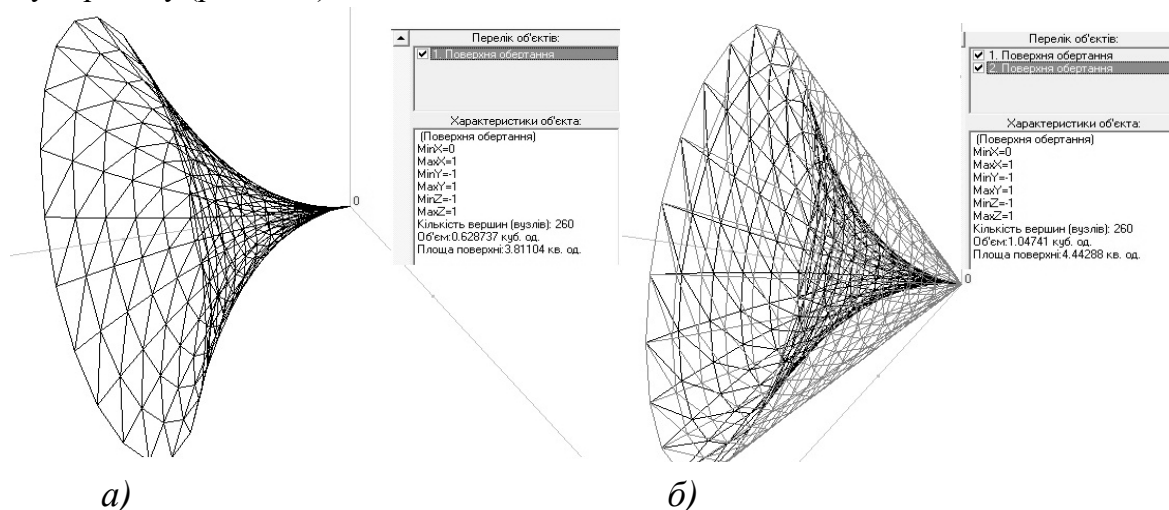 Перелік об'єктів:
1. Поверхня обертання
Характеристики об'єкта:
(Поверхня обертання)
MinX=0
MaxX=1
MinY=-1
MaxY=1
MinZ=-1
MaxZ=1
Кількість вершин (вузлів): 260
Об'єм:0.628737 куб. од.
Площа поверхні:3.81104 кв. од.
0
а)
Перелік об'єктів:
1. Поверхня обертання
2. Поверхня обертання
Характеристики об'єкта:
(Поверхня обертання)
MinX=0
MaxX=1
MinY=-1
MaxY=1
MinZ=-1
MaxZ=1
Кількість вершин (вузлів): 260
Об'єм:1.04741 куб. од.
Площа поверхні:4.44288 кв. од.
0
б)